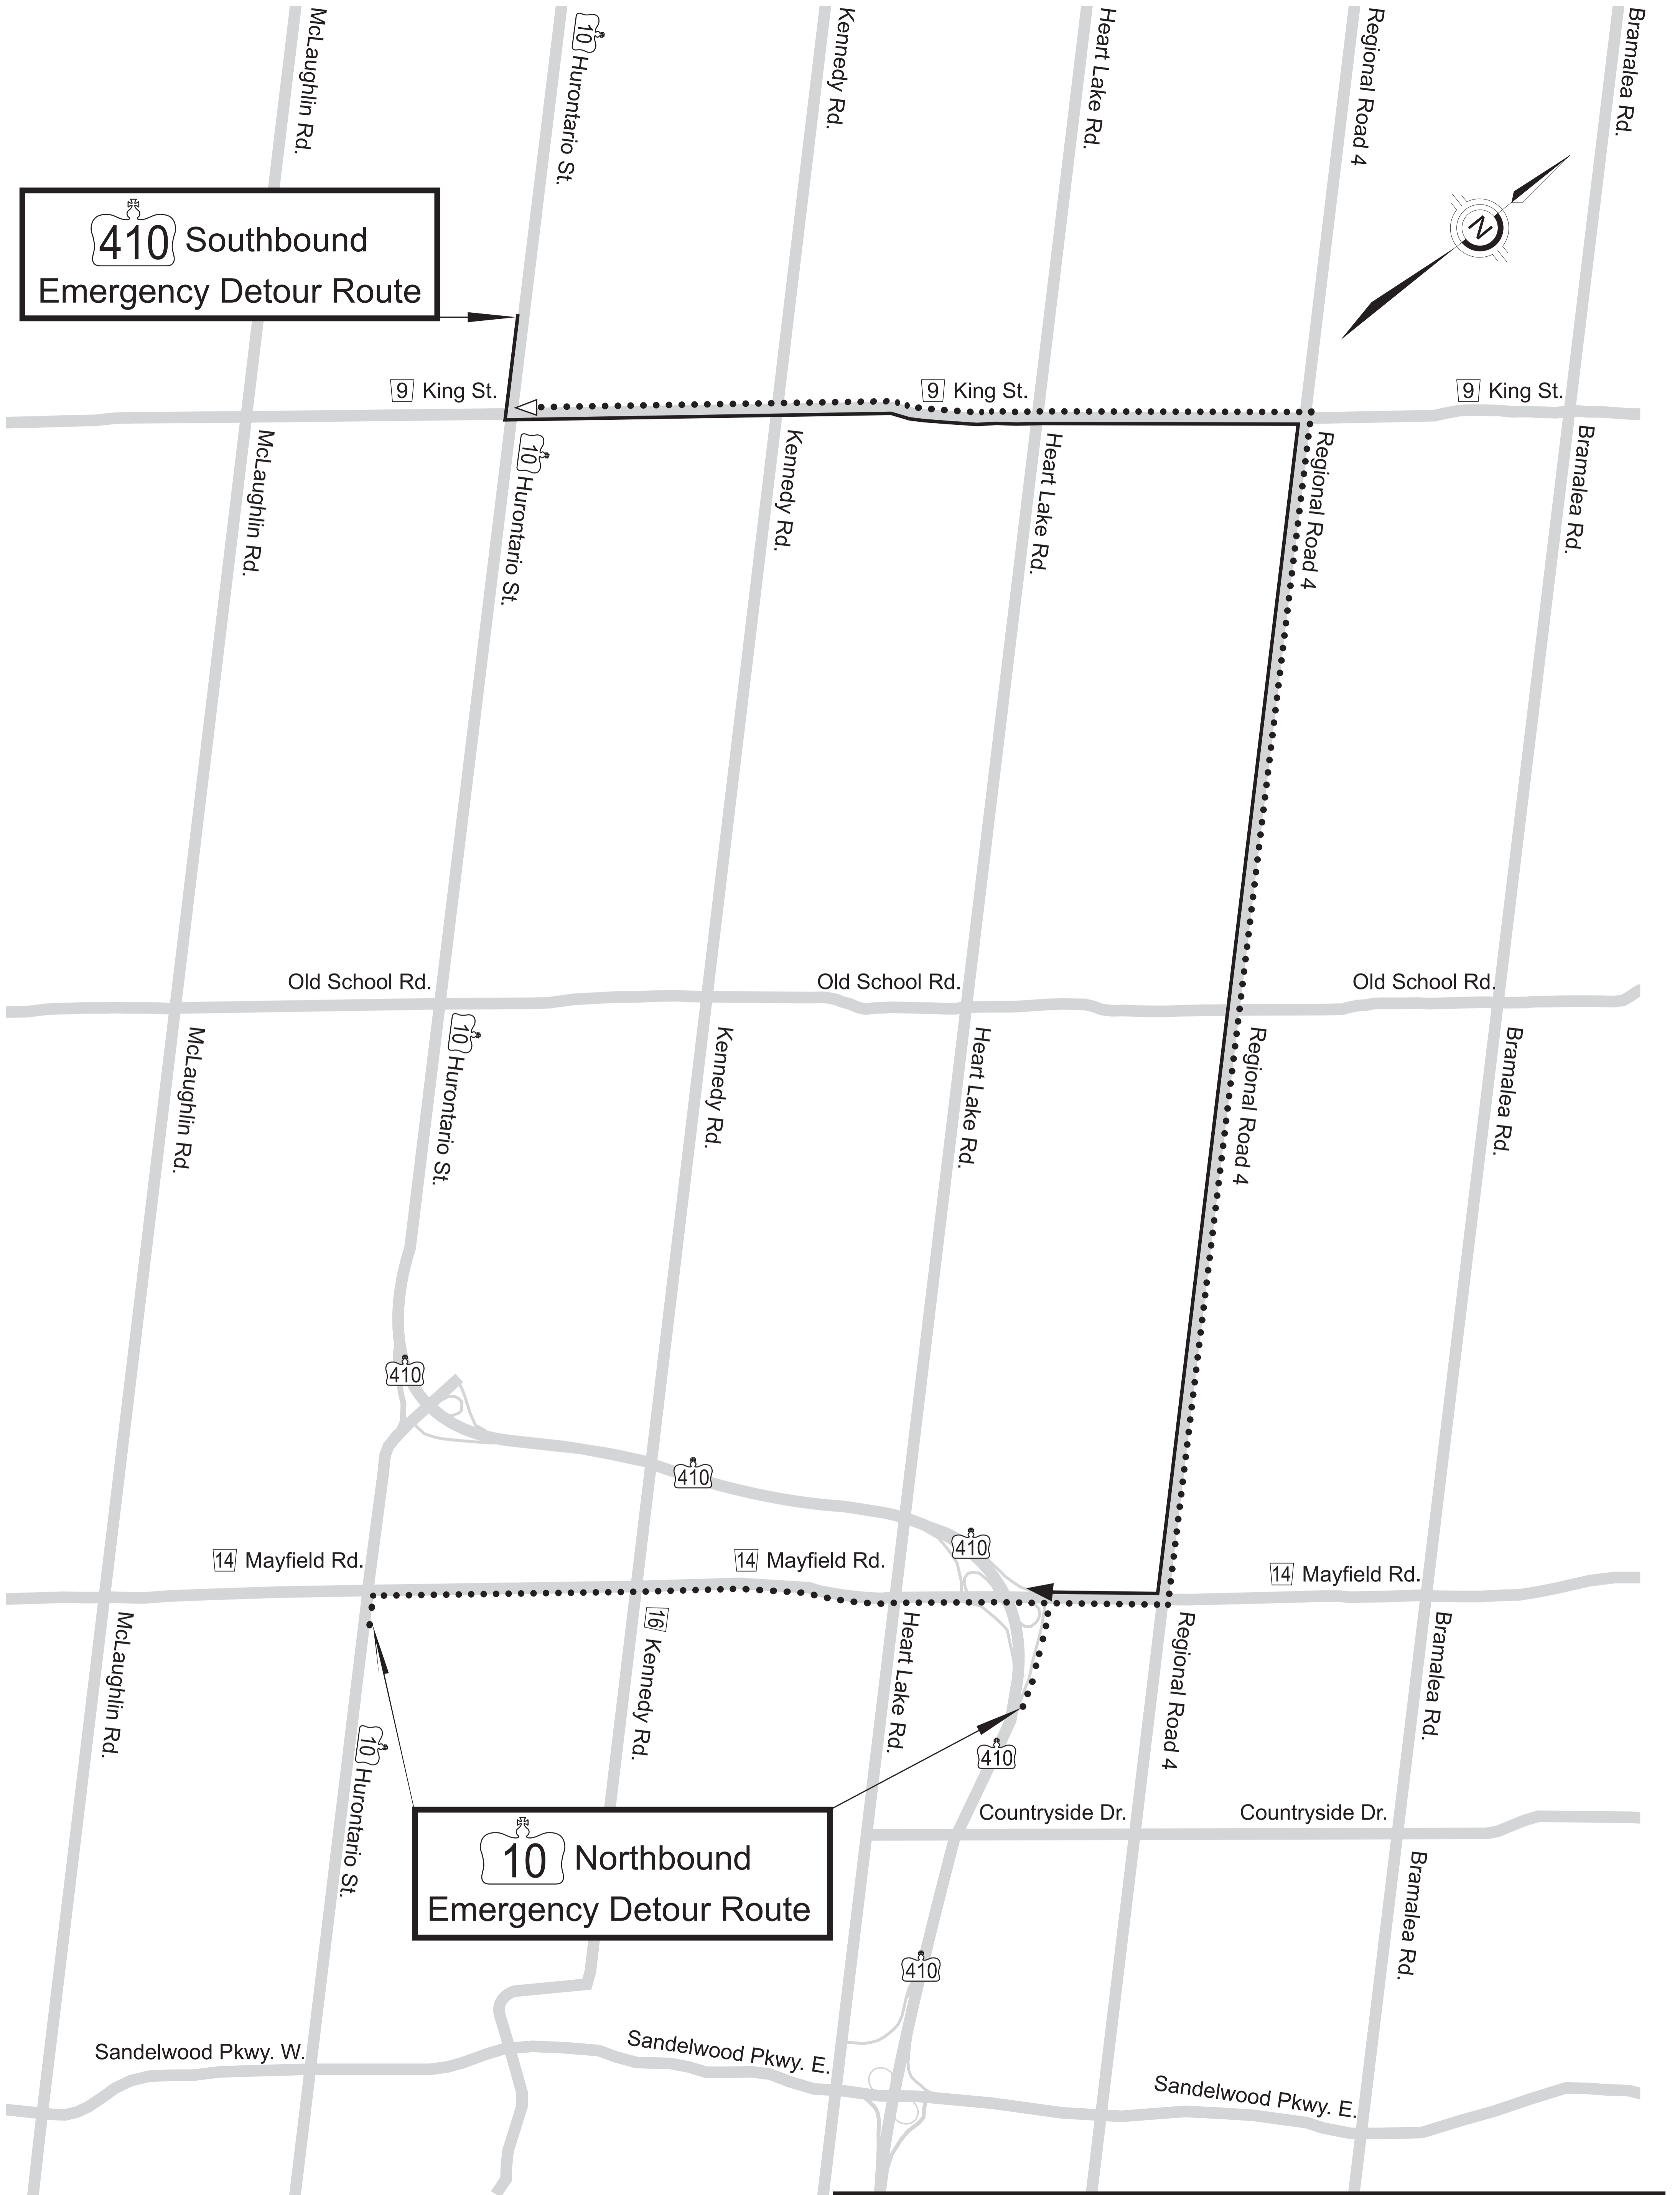 McLaughlin Rd.
10 Hurontario St.
Kennedy Rd.
Heart Lake Rd.
Regional Road 4
Bramalea Rd.
410 Southbound
Emergency Detour Route
N
9 King St.
9 King St.
9 King St.
McLaughlin Rd.
10 Hurontario St.
Kennedy Rd.
Heart Lake Rd.
Regional Road 4
Bramalea Rd.
Old School Rd.
Old School Rd.
Old School Rd.
McLaughlin Rd.
10 Hurontario St.
Kennedy Rd.
Heart Lake Rd.
Regional Road 4
Bramalea Rd.
410
410
410
14 Mayfield Rd.
14 Mayfield Rd.
14 Mayfield Rd.
McLaughlin Rd.
16 Kennedy Rd.
Heart Lake Rd.
Regional Road 4
Bramalea Rd.
10 Hurontario St.
410
Countryside Dr.
Countryside Dr.
10 Northbound
Emergency Detour Route
Bramalea Rd.
410
Sandelwood Pkwy. W.
Sandelwood Pkwy. E.
Sandelwood Pkwy. E.